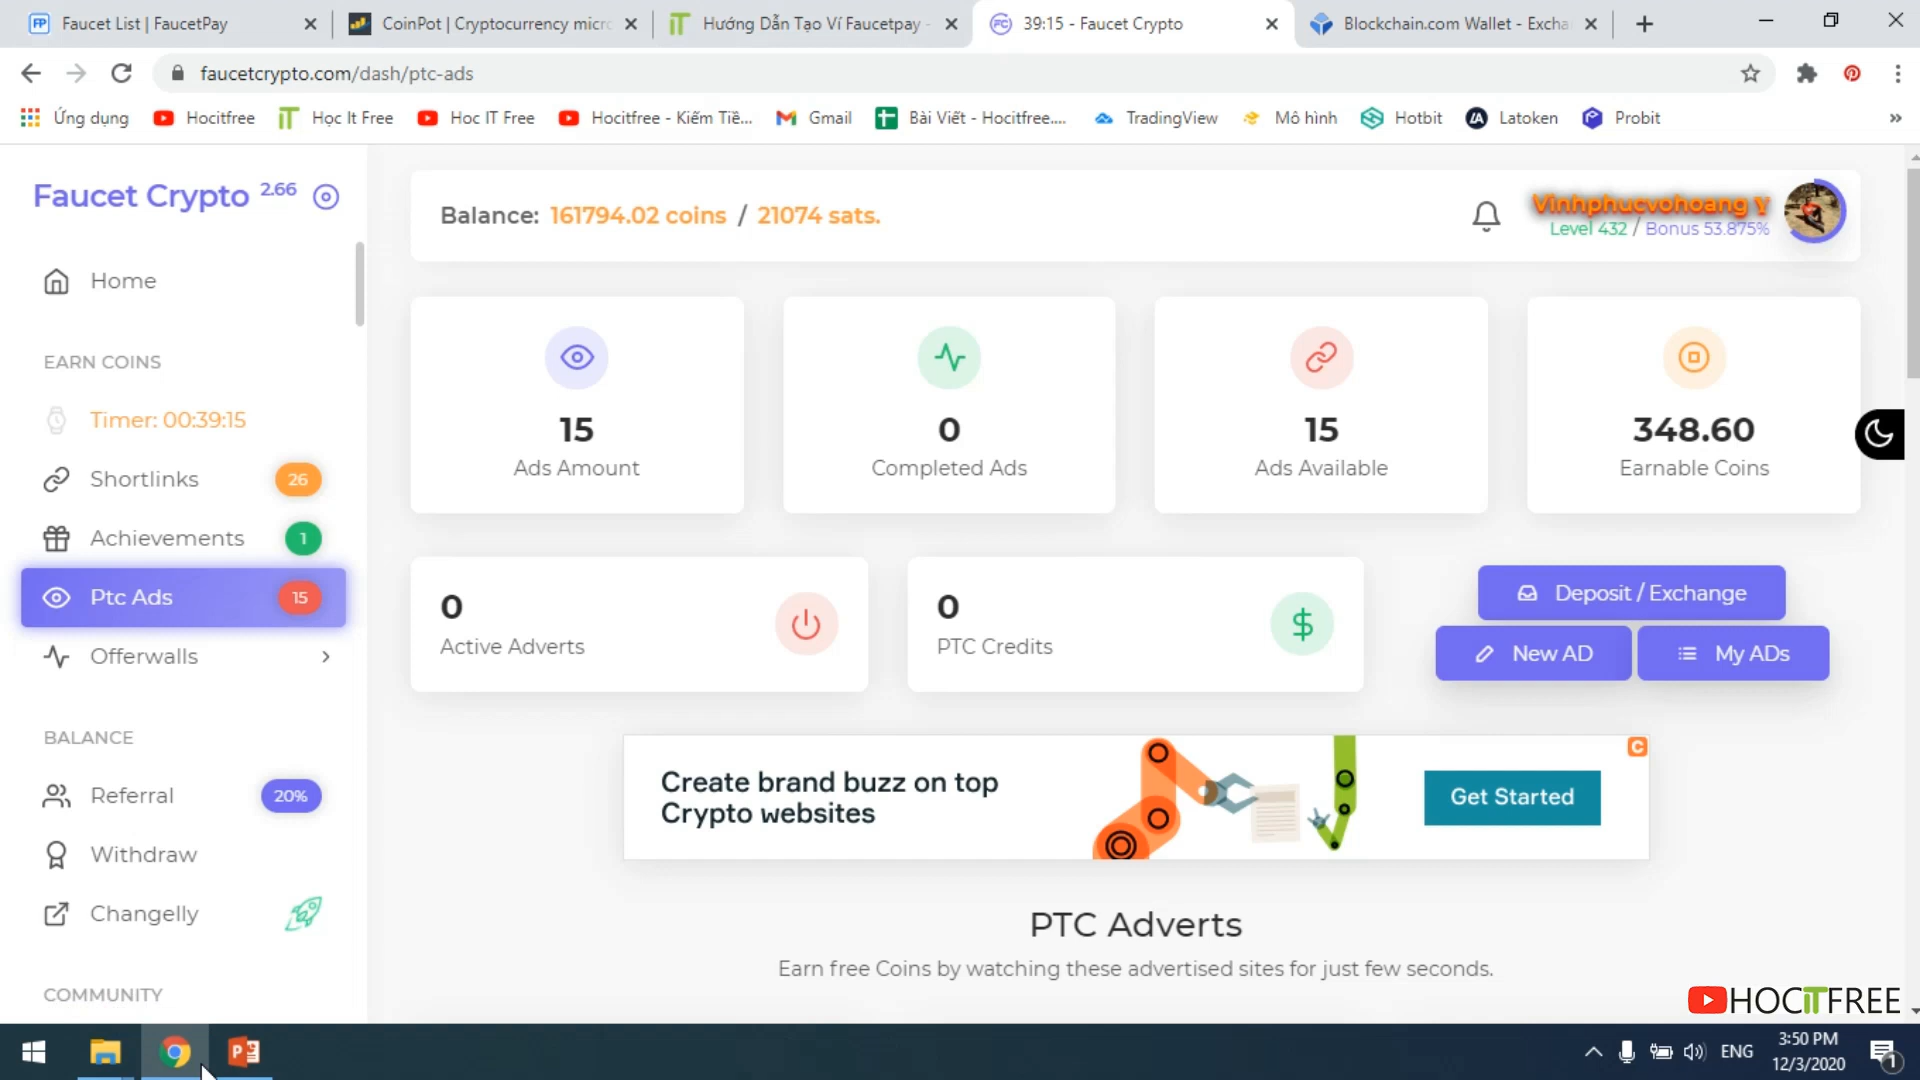 Faucet List | FaucetPay
CoinPot | Cryptocurrency micro
Hướng Dẫn Tạo Ví Faucetpay -
39:15 - Faucet Crypto
Blockchain.com Wallet - Excha
faucetcrypto.com/dash/ptc-ads
Ứng dụng
Hocitfree
Học It Free
Hoc IT Free
Hocitfree - Kiếm Tiề...
Gmail
Bài Viết - Hocitfree....
TradingView
Mô hình
Hotbit
Latoken
Probit
»
Faucet Crypto 2.66
Balance: 161794.02 coins / 21074 sats.
Vinhphucvohoang
Level 432 / Bonus 53.875%
Home
EARN COINS
Timer: 00:39:15
Shortlinks 26
Achievements 1
Ptc Ads 15
Offerwalls
BALANCE
Referral 20%
Withdraw
Changelly
COMMUNITY
15
Ads Amount
0
Completed Ads
15
Ads Available
348.60
Earnable Coins
0
Active Adverts
0
PTC Credits
Deposit / Exchange
New AD
My ADs
Create brand buzz on top
Crypto websites
Get Started
PTC Adverts
Earn free Coins by watching these advertised sites for just few seconds.
HOCITFREE
ENG
3:50 PM
12/3/2020
1